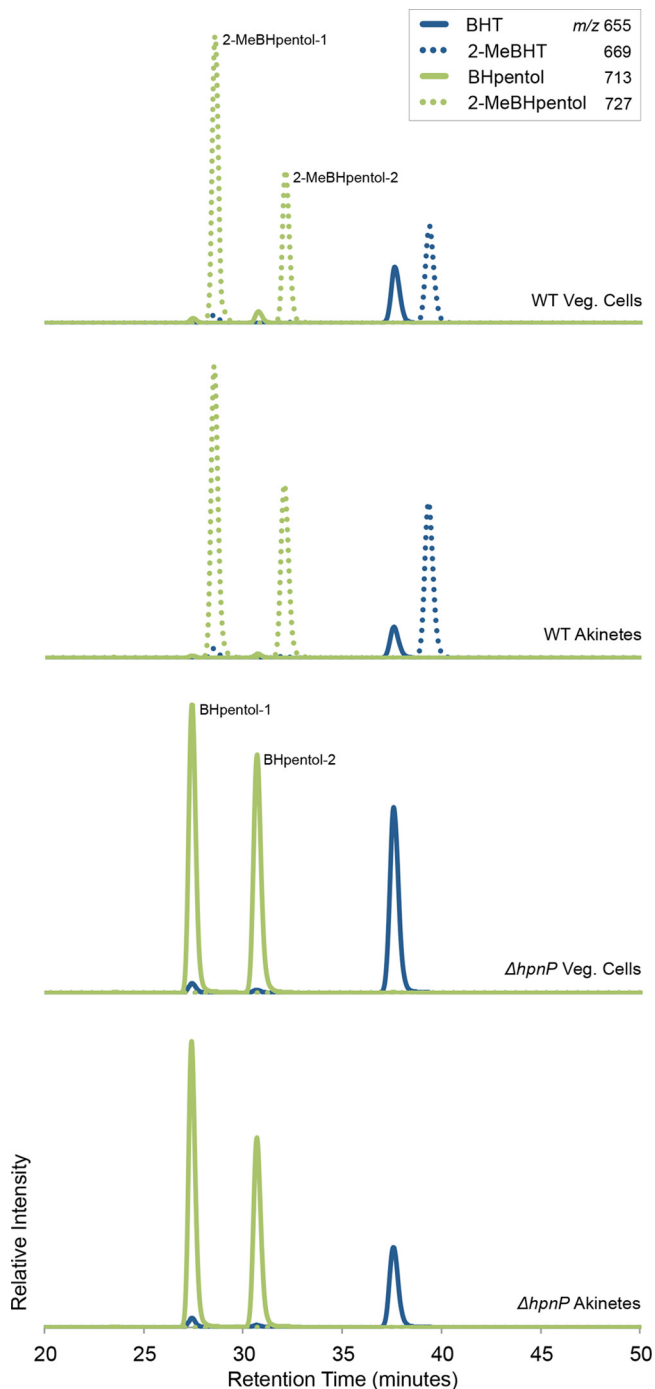 BHT m/z 655
2-MeBHT 669
BHpentol 713
2-MeBHpentol 727
2-MeBHpentol-1
2-MeBHpentol-2
WT Veg. Cells
WT Akinetes
BHpentol-1
BHpentol-2
ΔhpnP Veg. Cells
ΔhpnP Akinetes
Relative Intensity
20 25 30 35 40 45 50
Retention Time (minutes)